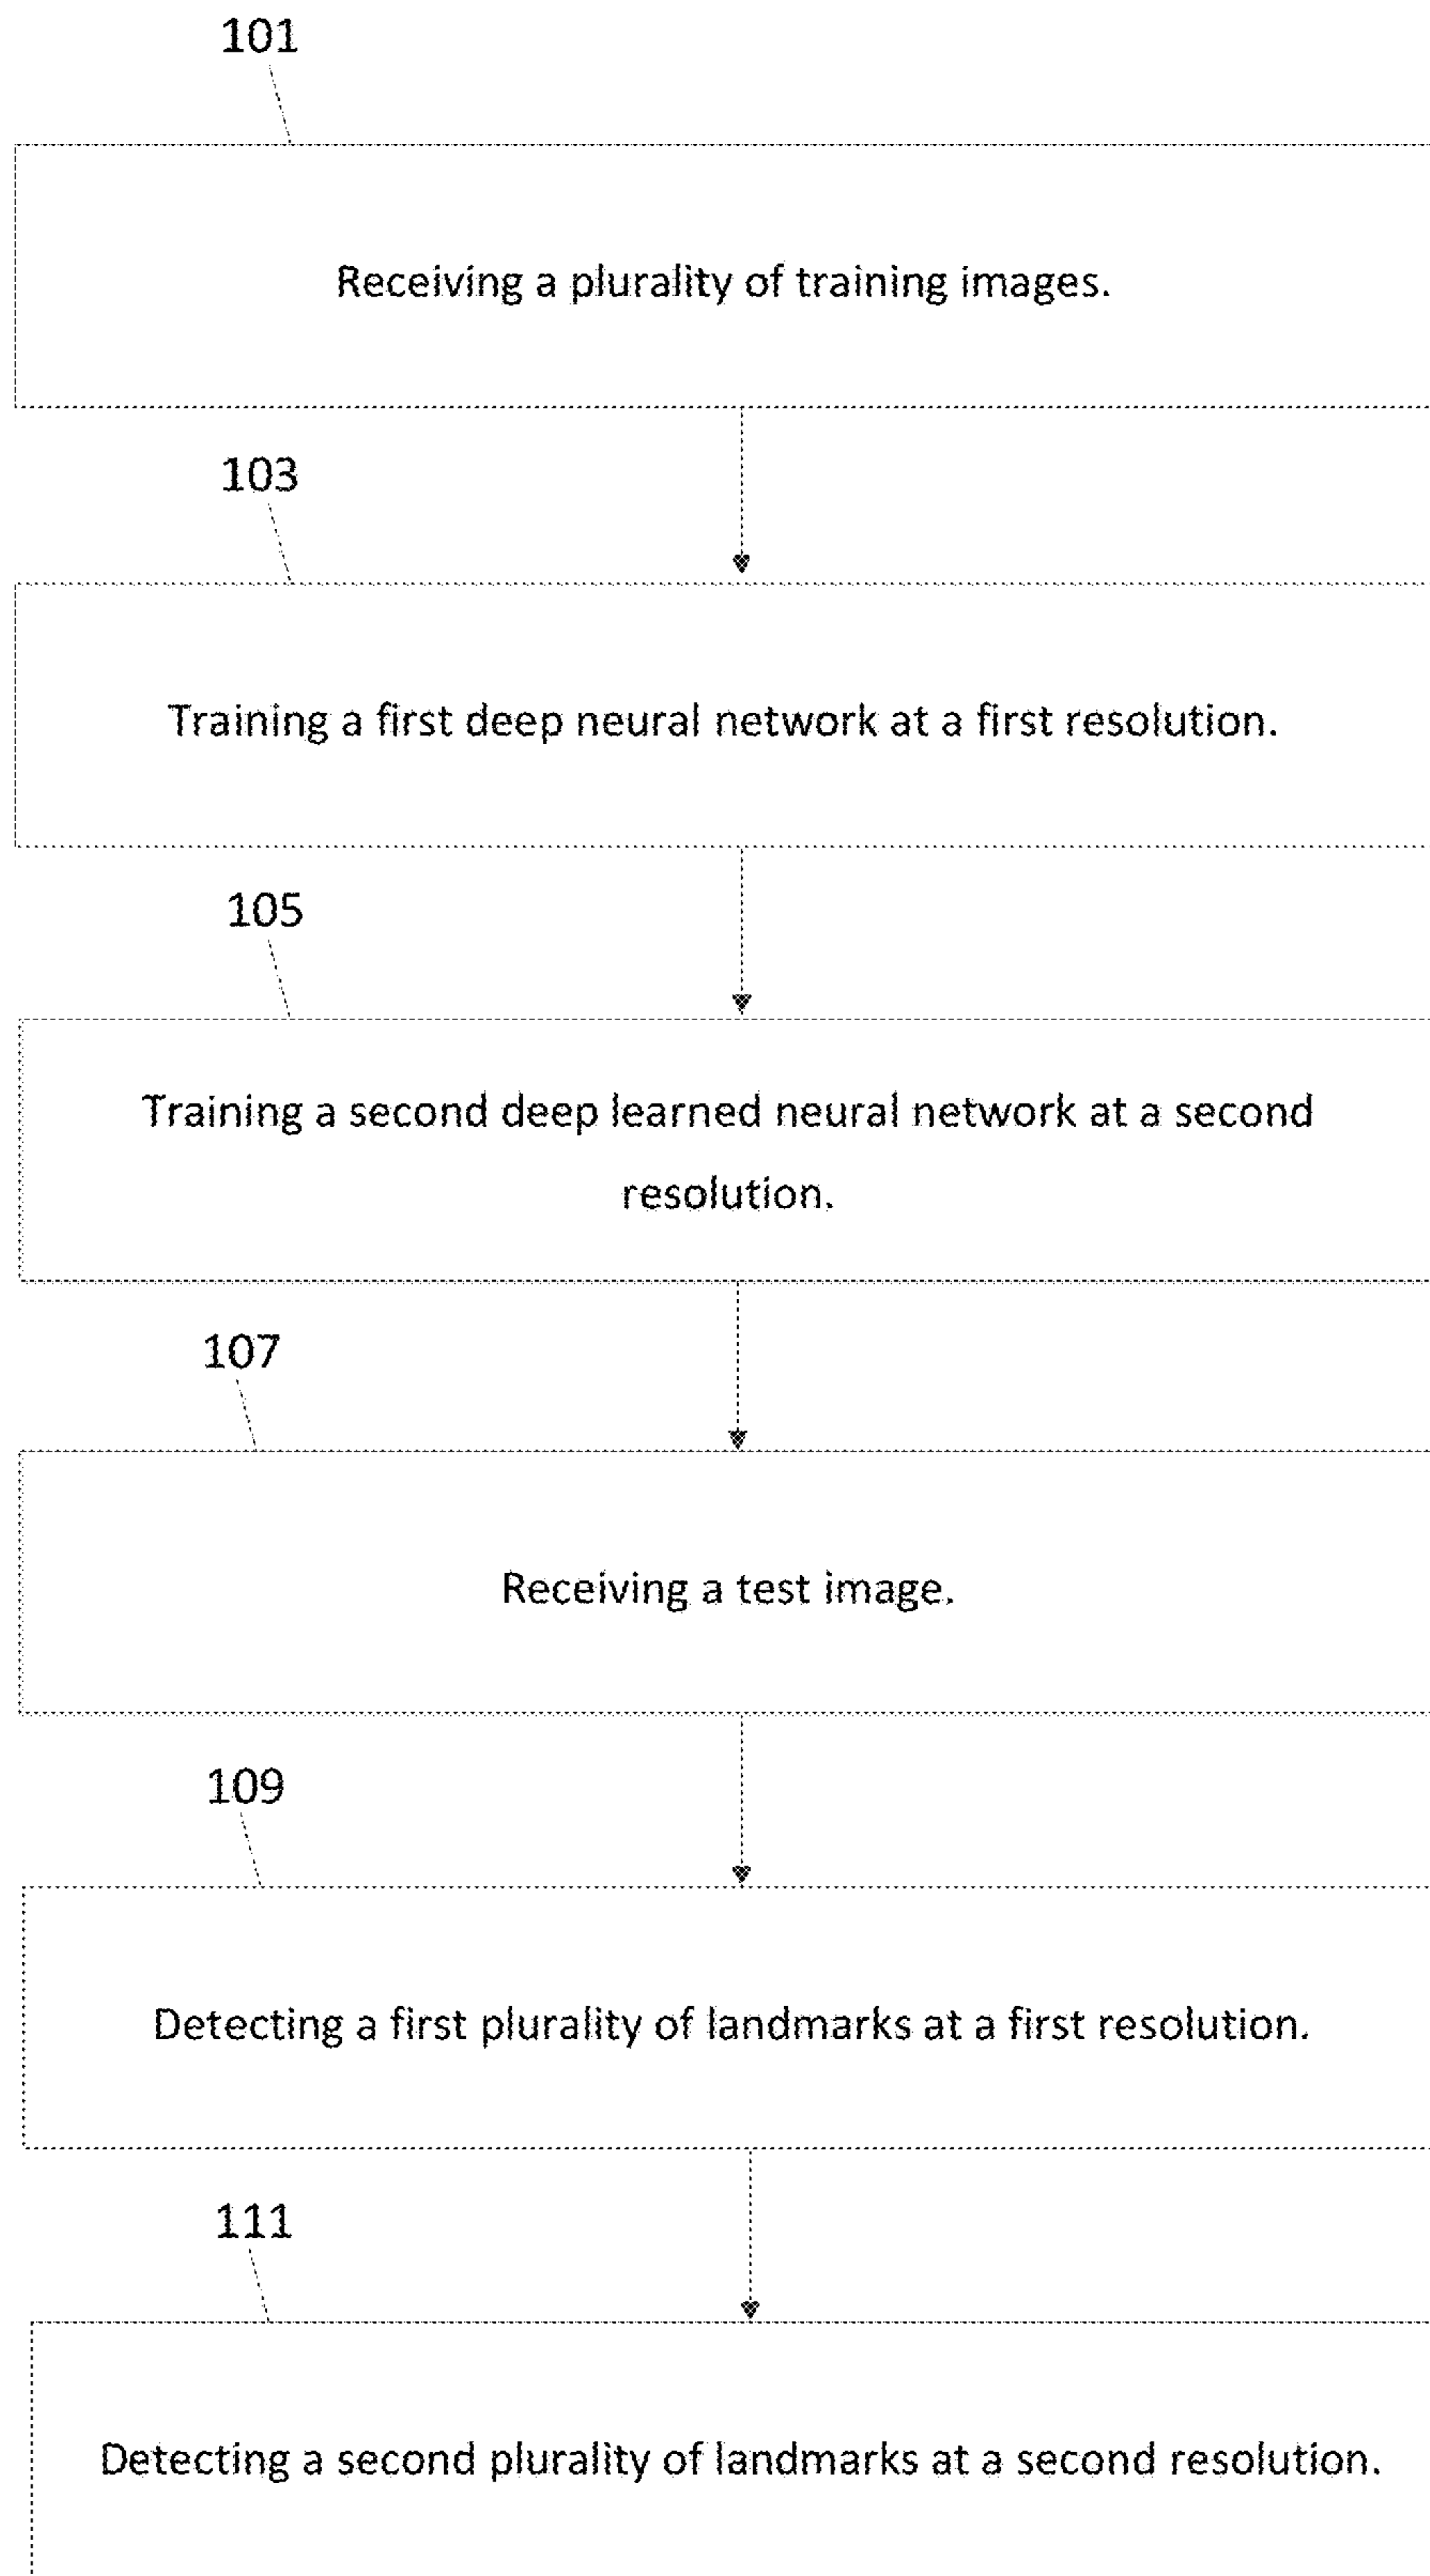 101
Receiving a plurality of training images.
103
Training a first deep neural network at a first resolution.
105
Training a second deep learned neural network at a second
resolution.
107
Receiving a test image.
109
Detecting a first plurality of landmarks at a first resolution.
111
Detecting a second plurality of landmarks at a second resolution.